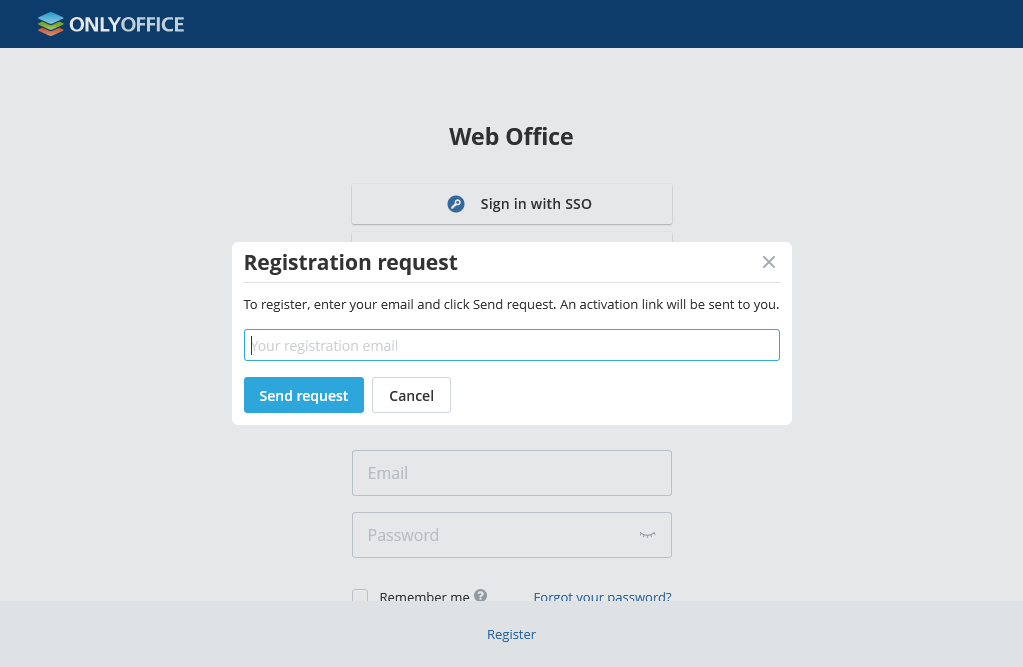 ONLYOFFICE
Web Office
Sign in with SSO
Registration request
To register, enter your email and click Send request. An activation link will be sent to you.
Your registration email
Send request
Cancel
Email
Password
Remember me ?
Forgot your password?
Register